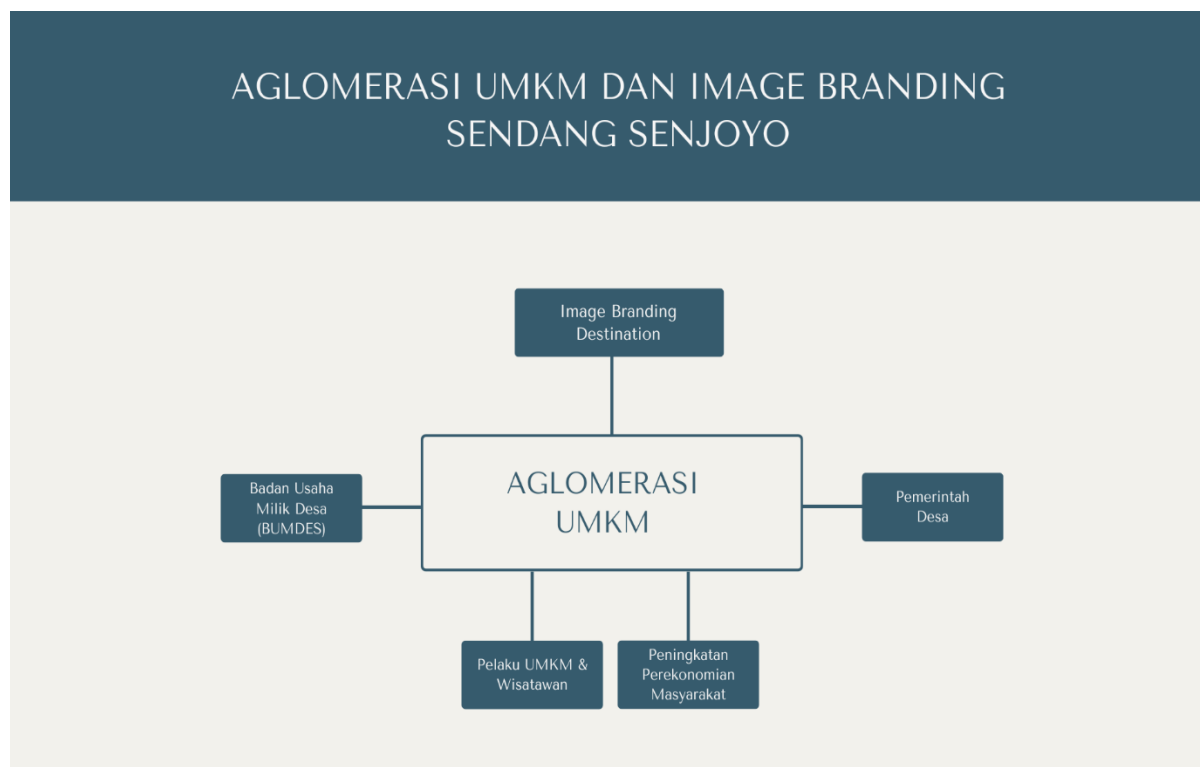 AGLOMERASI UMKM DAN IMAGE BRANDING
SENDANG SENJOYO
Image Branding
Destination
AGLOMERASI
UMKM
Badan Usaha
Milik Desa
(BUMDES)
Pemerintah
Desa
Pelaku UMKM &
Wisatawan
Peningkatan
Perekonomian
Masyarakat